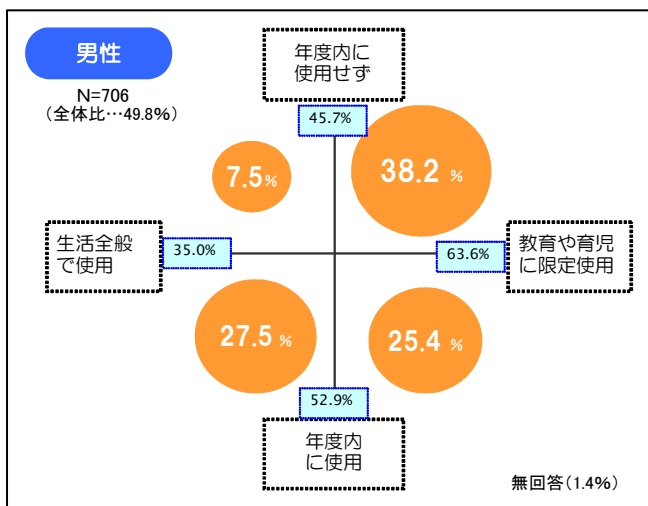 男性
N=706
（全体比…49.8%）
年度内に
使用せず
45.7%
7.5%
38.2 %
生活全般
で使用
35.0%
63.6%
教育や育児
に限定使用
27.5 %
25.4 %
52.9%
年度内
に使用
無回答（1.4%）